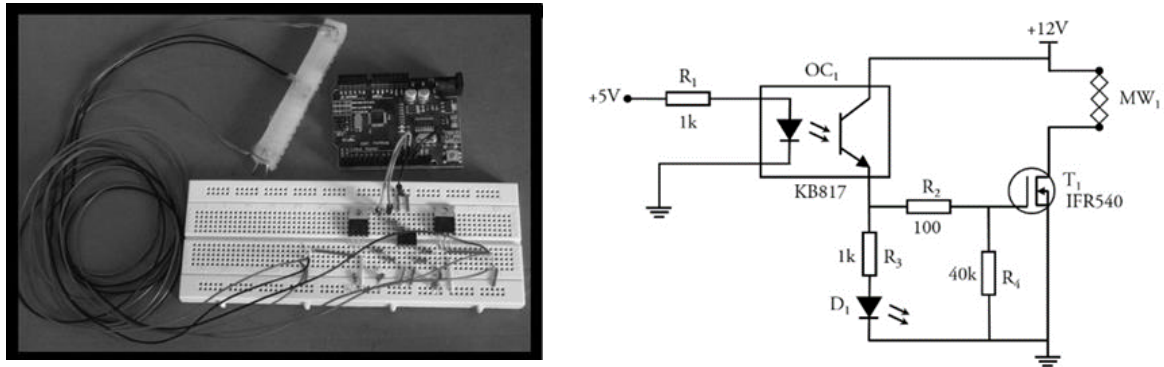 +12V
R₁
OC₁
+5V
MW₁
1k
KB817
T₁
R₂
IFR540
100
1k
R₃
40k
R₄
D₁